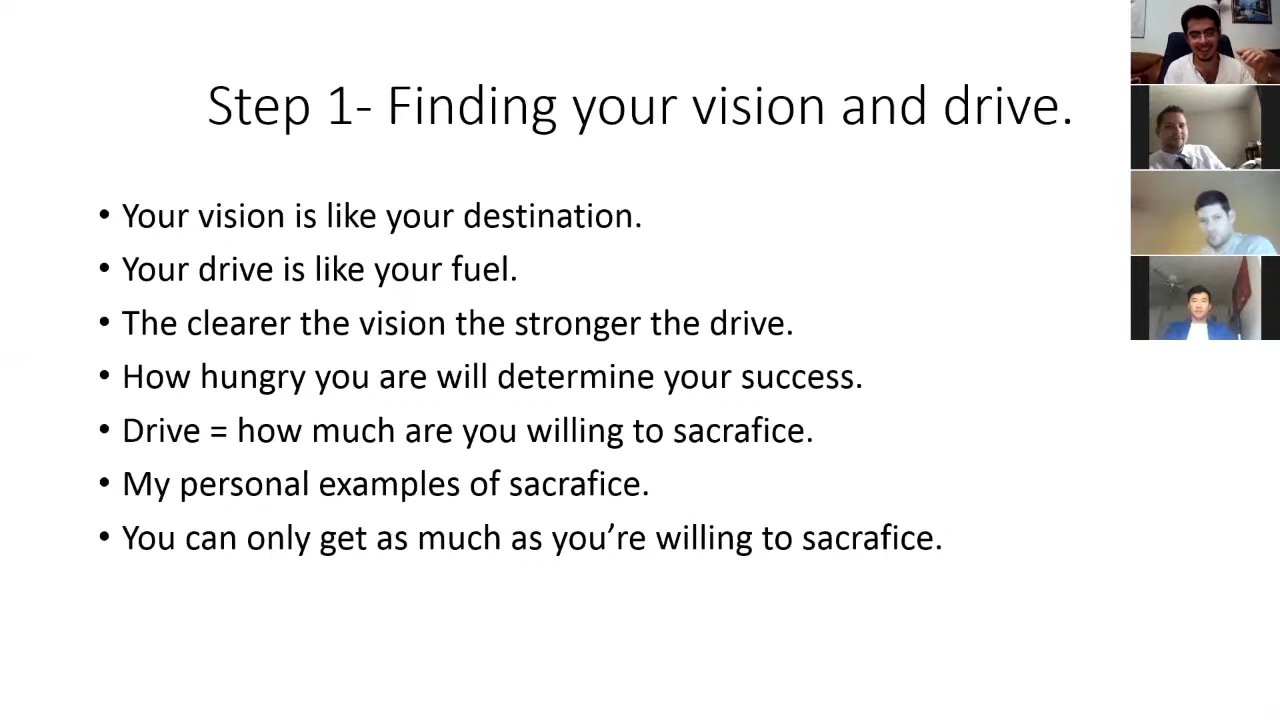 Step 1- Finding your vision and drive.
• Your vision is like your destination.
• Your drive is like your fuel.
• The clearer the vision the stronger the drive.
• How hungry you are will determine your success.
• Drive = how much are you willing to sacrafice.
• My personal examples of sacrafice.
• You can only get as much as you’re willing to sacrafice.